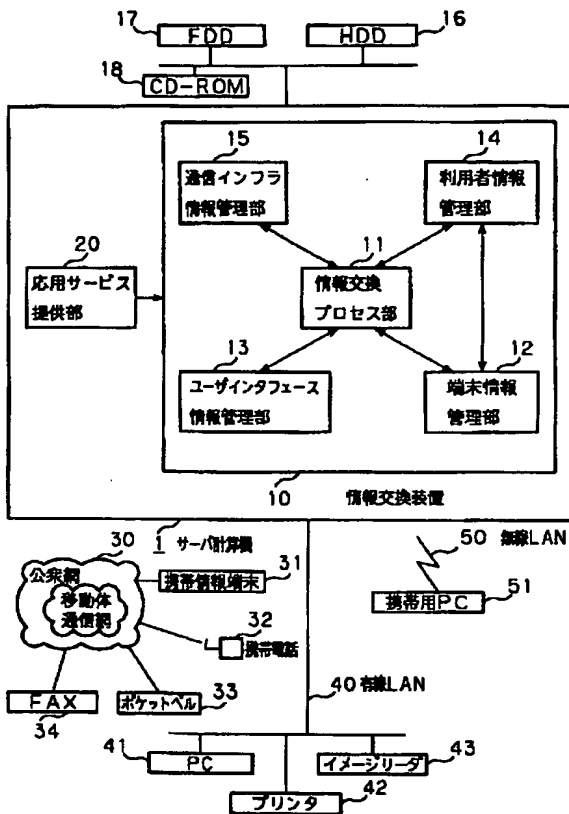 17
FDD
HDD
16
18
CD-ROM
15
通信インフラ
情報管理部
14
利用者情報
管理部
20
応用サービス
提供部
11
情報交換
プロセス部
13
ユーザインタフェース
情報管理部
12
端末情報
管理部
10
情報交換装置
30
1 サーバ計算機
50 無線LAN
公衆網
移動体
通信網
31
携帯情報端末
51
携帯用PC
32
携帯電話
FAX
34
ポケットベル
33
40 有線LAN
41
PC
43
イメージリーダ
プリンタ
42